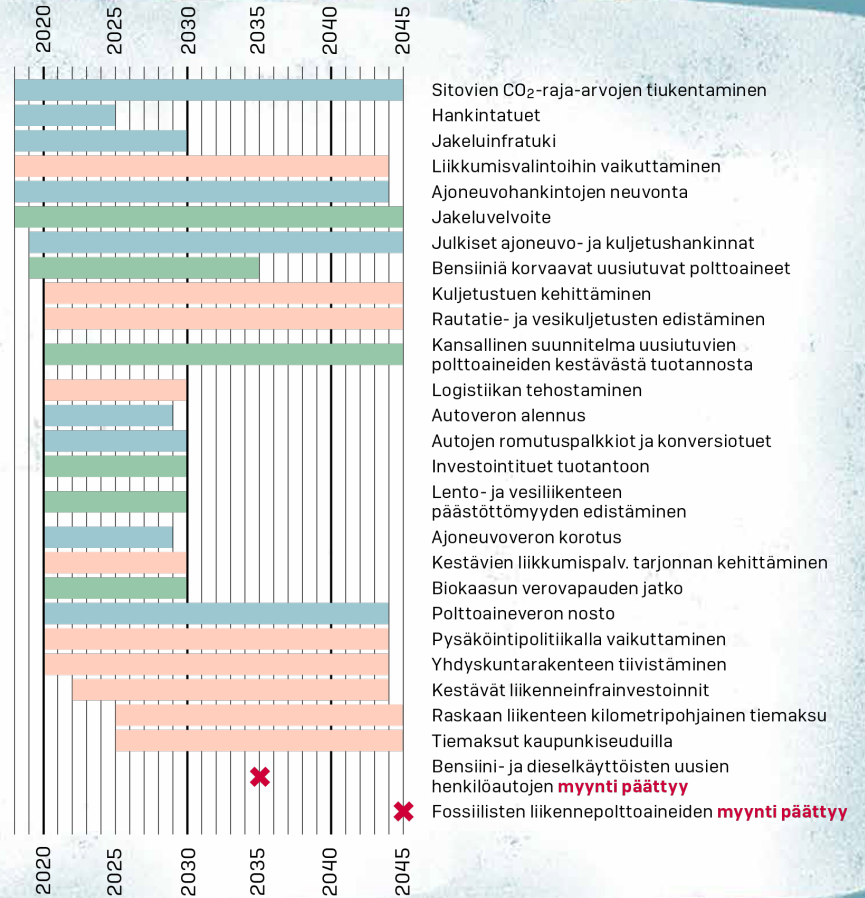 2020 2025 2030 2035 2040 2045
Sitovien CO₂-raja-arvojen tiukentaminen
Hankintatuet
Jakeluinfratuki
Liikkumisvalintoihin vaikuttaminen
Ajoneuvohankintojen neuvonta
Jakeluvelvoite
Julkiset ajoneuvo- ja kuljetushankinnat
Bensiiniä korvaavat uusiutuvat polttoaineet
Kuljetustuen kehittäminen
Rautatie- ja vesikuljetusten edistäminen
Kansallinen suunnitelma uusiutuvien
polttoaineiden kestävästä tuotannosta
Logistiikan tehostaminen
Autoveron alennus
Autojen romutuspalkkiot ja konversiotuet
Investointituet tuotantoon
Lento- ja vesiliikenteen
päästöttömyyden edistäminen
Ajoneuvoveron korotus
Kestävien liikkumispalv. tarjonnan kehittäminen
Biokaasun verovapauden jatko
Polttoaineveron nosto
Pysäköintipolitiikalla vaikuttaminen
Yhdyskuntarakenteen tiivistäminen
Kestävät liikenneinfrainvestoinnit
Raskaan liikenteen kilometripohjainen tiemaksu
Tiemaksut kaupunkiseuduilla
Bensiini- ja dieselkäyttöisten uusien
henkilöautojen myynti päättyy
Fossiilisten liikennepolttoaineiden myynti päättyy
2020 2025 2030 2035 2040 2045